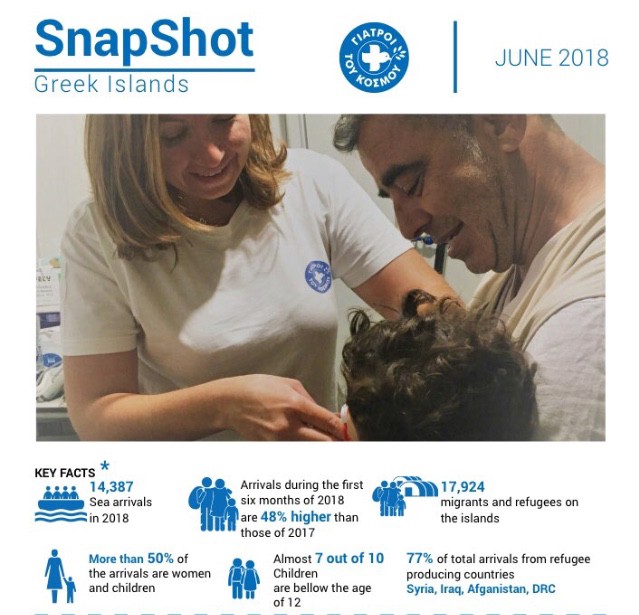 SnapShot
Greek Islands
ΓΙΑΤΡΟΙ
ΤΟΥ ΚΟΣΜΟΥ
JUNE 2018
KEY FACTS *
14,387
Sea arrivals
in 2018
Arrivals during the first
six months of 2018
are 48% higher than
those of 2017
17,924
migrants and refugees on
the islands
More than 50% of
the arrivals are women
and children
Almost 7 out of 10
Children
are bellow the age
of 12
77% of total arrivals from refugee
producing countries
Syria, Iraq, Afganistan, DRC